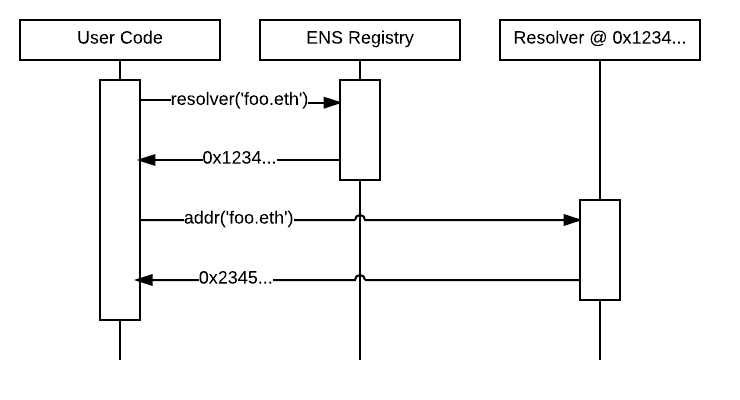 User Code
ENS Registry
Resolver @ 0x1234...
resolver('foo.eth')
0x1234...
addr('foo.eth')
0x2345...